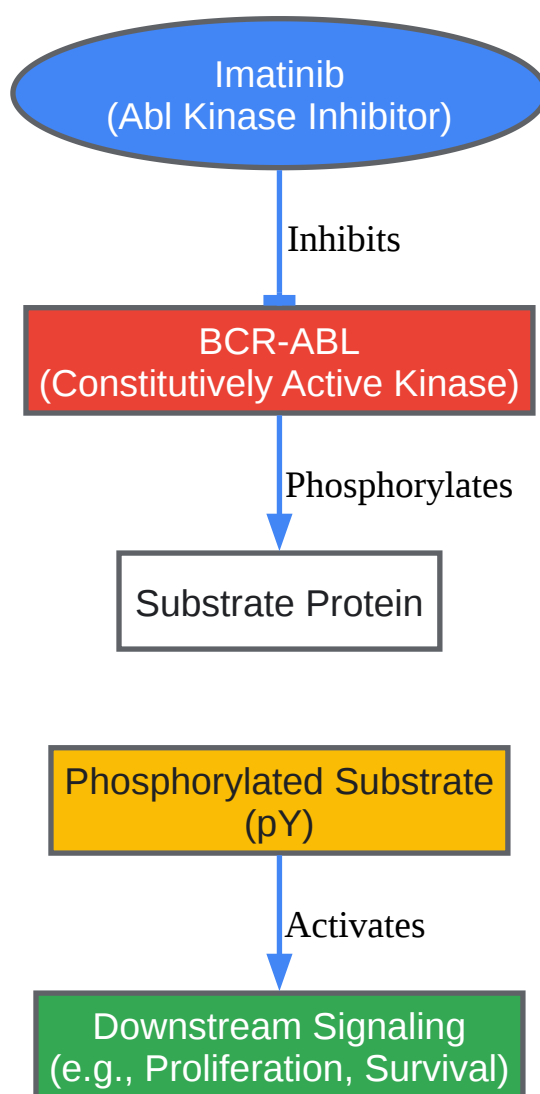 Imatinib
(Abl Kinase Inhibitor)
Inhibits
BCR-ABL
(Constitutively Active Kinase)
Phosphorylates
Substrate Protein
Phosphorylated Substrate
(pY)
Activates
Downstream Signaling
(e.g., Proliferation, Survival)